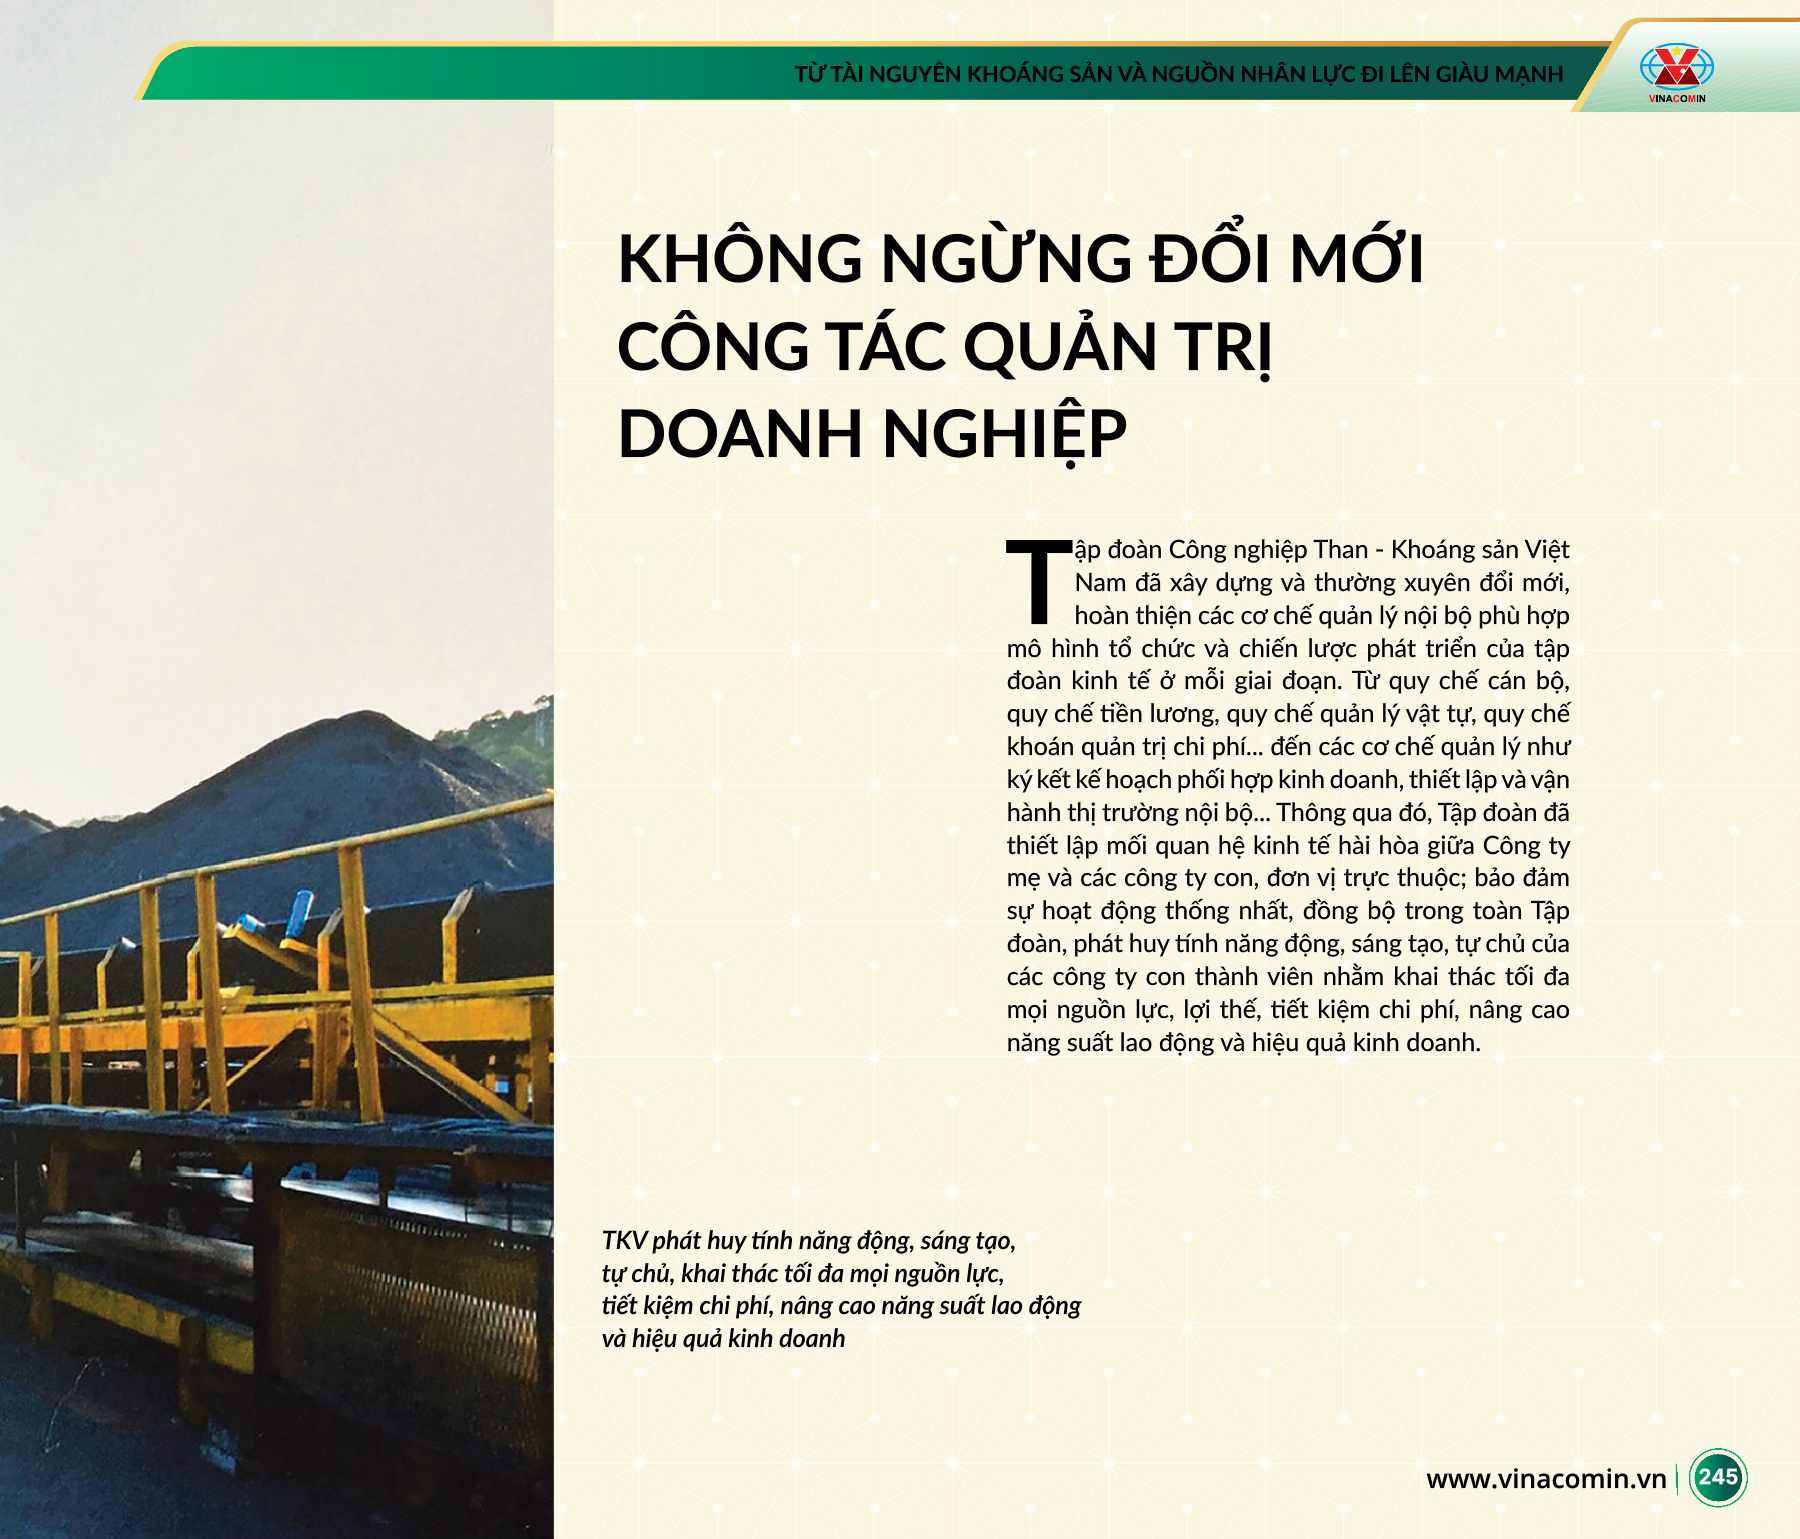 TỪ TÀI NGUYÊN KHOÁNG SẢN VÀ NGUỒN NHÂN LỰC ĐI LÊN GIÀU MẠNH
VINACOMIN
KHÔNG NGỪNG ĐỔI MỚI
CÔNG TÁC QUẢN TRỊ
DOANH NGHIỆP
Tập đoàn Công nghiệp Than - Khoáng sản Việt
Nam đã xây dựng và thường xuyên đổi mới,
hoàn thiện các cơ chế quản lý nội bộ phù hợp
mô hình tổ chức và chiến lược phát triển của tập
đoàn kinh tế ở mỗi giai đoạn. Từ quy chế cán bộ,
quy chế tiền lương, quy chế quản lý vật tự, quy chế
khoán quản trị chi phí... đến các cơ chế quản lý như
ký kết kế hoạch phối hợp kinh doanh, thiết lập và vận
hành thị trường nội bộ... Thông qua đó, Tập đoàn đã
thiết lập mối quan hệ kinh tế hài hòa giữa Công ty
mẹ và các công ty con, đơn vị trực thuộc; bảo đảm
sự hoạt động thống nhất, đồng bộ trong toàn Tập
đoàn, phát huy tính năng động, sáng tạo, tự chủ của
các công ty con thành viên nhằm khai thác tối đa
mọi nguồn lực, lợi thế, tiết kiệm chi phí, nâng cao
năng suất lao động và hiệu quả kinh doanh.
TKV phát huy tính năng động, sáng tạo,
tự chủ, khai thác tối đa mọi nguồn lực,
tiết kiệm chi phí, nâng cao năng suất lao động
và hiệu quả kinh doanh
www.vinacomin.vn 245